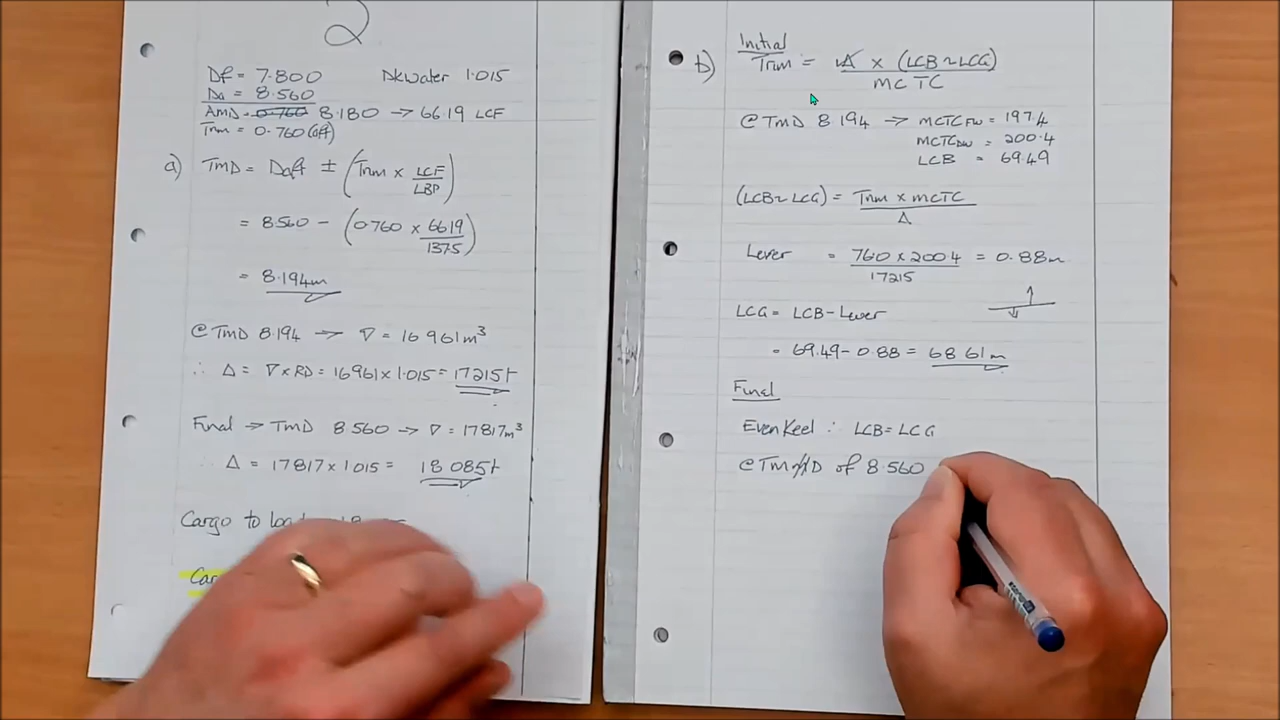 2
Df = 7.800 Dkwater 1.015
Da = 8.560
AMD = 0.760 8.180 → 66.19 LCF
Trim = 0.760 (aft)
a) TMD = Daft ± (Trim × LCF/LBP)
= 8.560 - (0.760 × 66.19/137.5)
= 8.194m
@ TMD 8.194 → ∇ = 16961m³
∴ Δ = ∇ × RD = 16961 × 1.015 = 17215t
Final → TMD 8.560 → ∇ = 17817m³
∴ Δ = 17817 × 1.015 = 18085t
Cargo to
b) Initial
Trim = Δ × (LCB ~ LCG)
MCTC
@ TMD 8.194 → MCTCFW = 197.4
MCTCDW = 200.4
LCB = 69.49
(LCB ~ LCG) = Trim × MCTC
Δ
Lever = 760 × 200.4 = 0.88m
17215
LCG = LCB - Lever
= 69.49 - 0.88 = 68.61m
Final
Even Keel ∴ LCB = LCG
@ TMD of 8.560